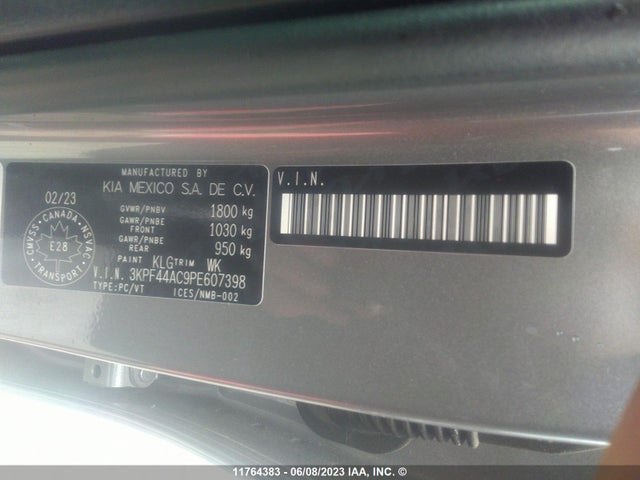 MANUFACTURED BY
KIA MEXICO S.A. DE C.V.
02/23
GVWR/PNBV 1800 kg
GAWR/PNBE FRONT 1030 kg
GAWR/PNBE REAR 950 kg
PAINT KLG TRIM WK
V.I.N. 3KPF44AC9PE607398
TYPE:PC/VT ICES/NMB-002
CANADA
CMVSS NSVAC
E28
TRANSPORT
V.I.N.
11764383 - 06/08/2023 IAA, INC. ©